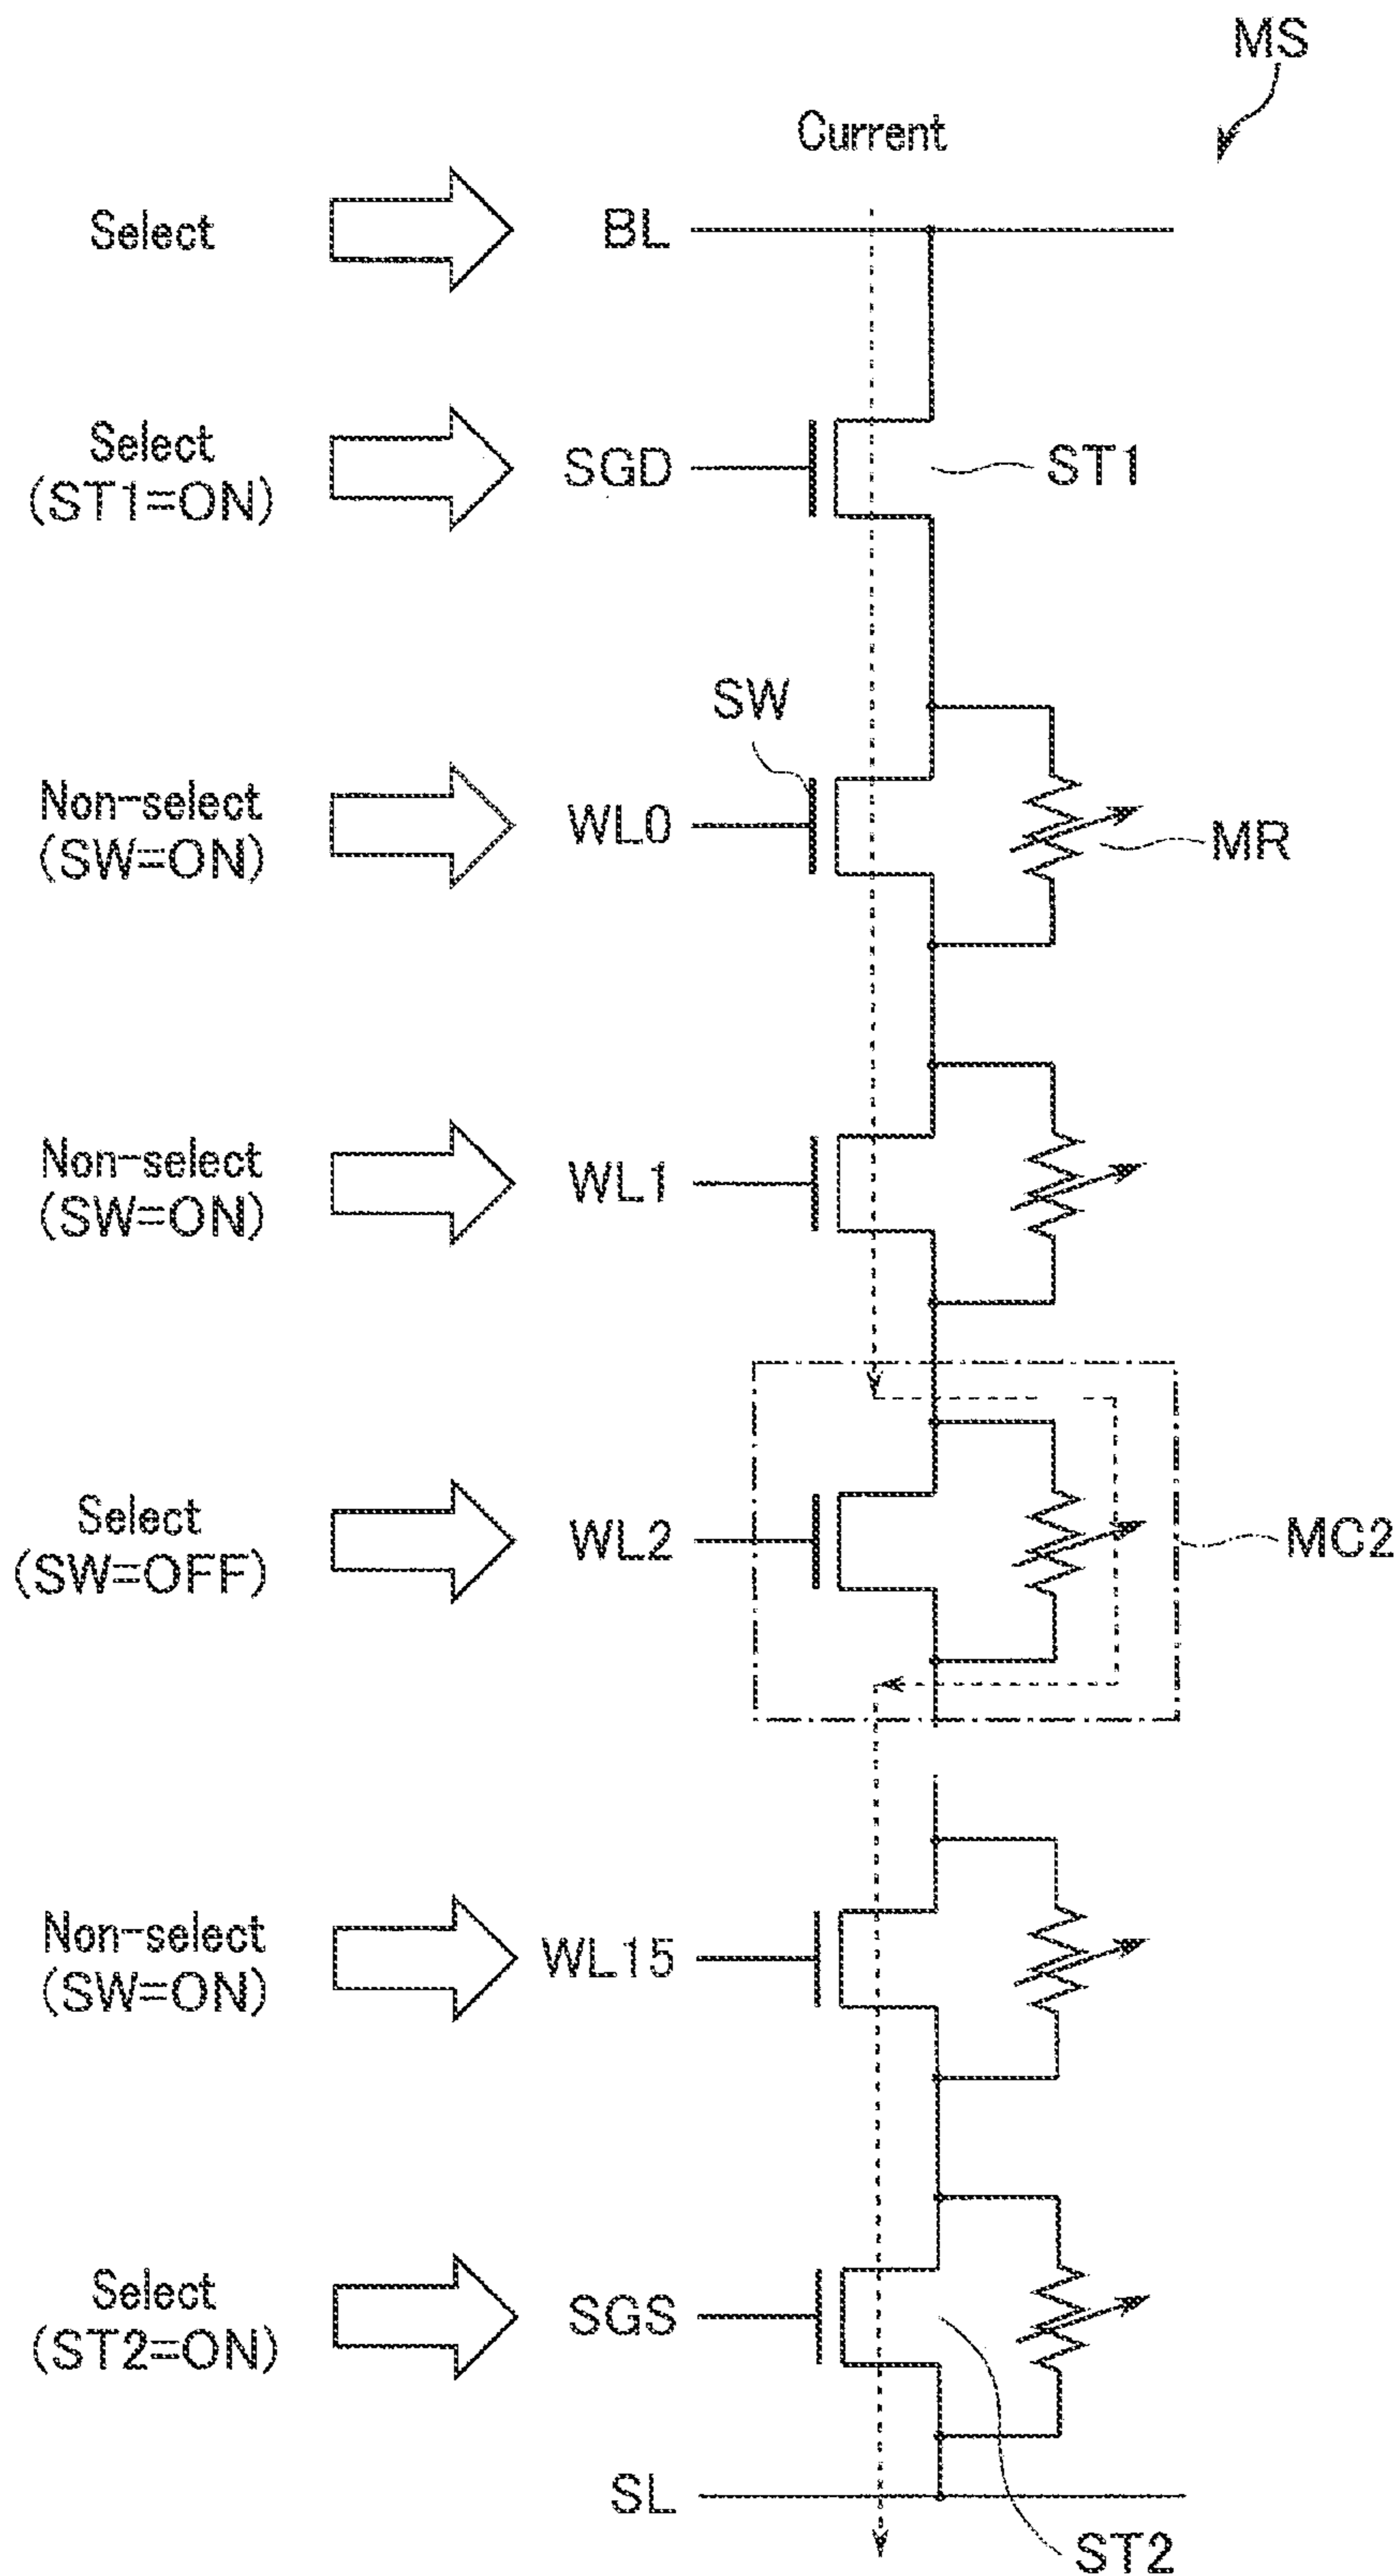 MS
Current
Select
BL
Select
(ST1=ON)
SGD
ST1
SW
Non-select
(SW=ON)
WL0
MR
Non-select
(SW=ON)
WL1
Select
(SW=OFF)
WL2
MC2
Non-select
(SW=ON)
WL15
Select
(ST2=ON)
SGS
SL
ST2